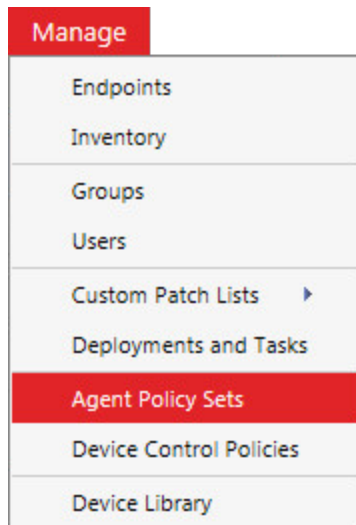 Manage
Endpoints
Inventory
Groups
Users
Custom Patch Lists
Deployments and Tasks
Agent Policy Sets
Device Control Policies
Device Library